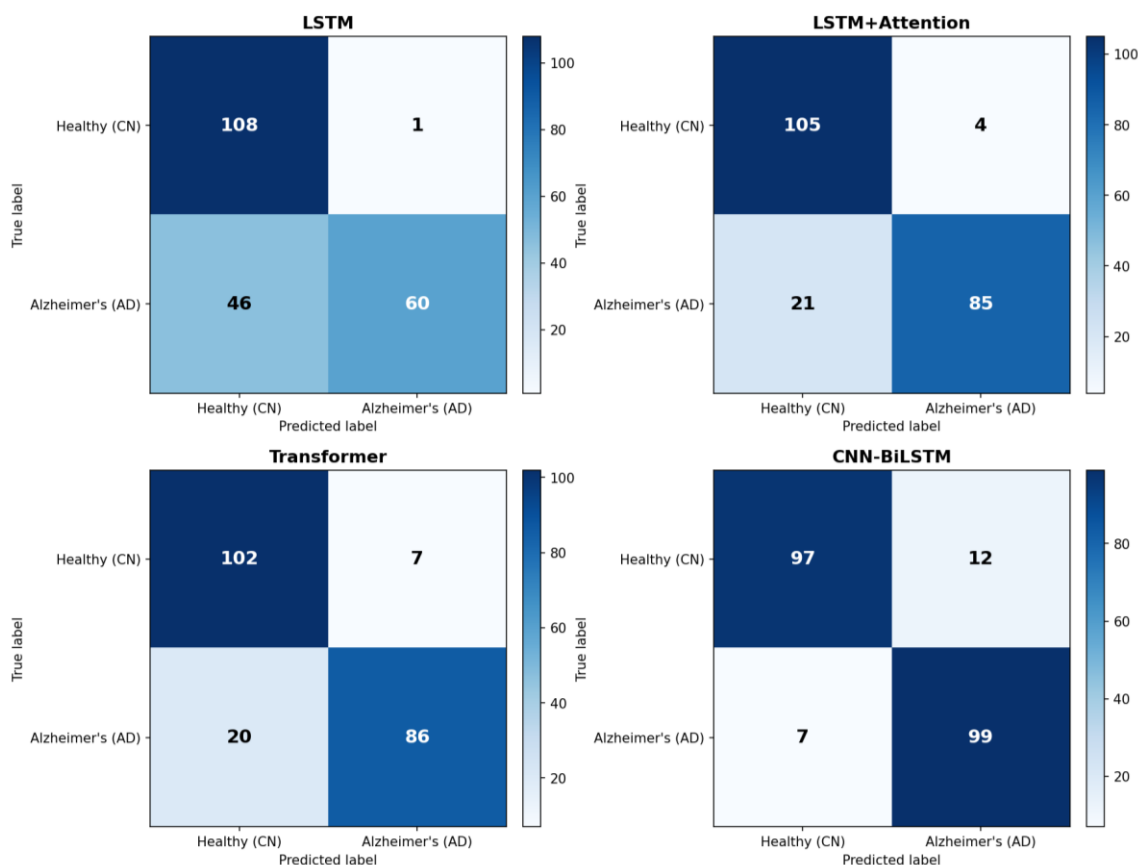 LSTM
Healthy (CN)
108
1
Alzheimer's (AD)
46
60
True label
Healthy (CN)
Alzheimer's (AD)
Predicted label
100
80
60
40
20
LSTM+Attention
Healthy (CN)
105
4
Alzheimer's (AD)
21
85
True label
Healthy (CN)
Alzheimer's (AD)
Predicted label
100
80
60
40
20
Transformer
Healthy (CN)
102
7
Alzheimer's (AD)
20
86
True label
Healthy (CN)
Alzheimer's (AD)
Predicted label
100
80
60
40
20
CNN-BiLSTM
Healthy (CN)
97
12
Alzheimer's (AD)
7
99
True label
Healthy (CN)
Alzheimer's (AD)
Predicted label
80
60
40
20